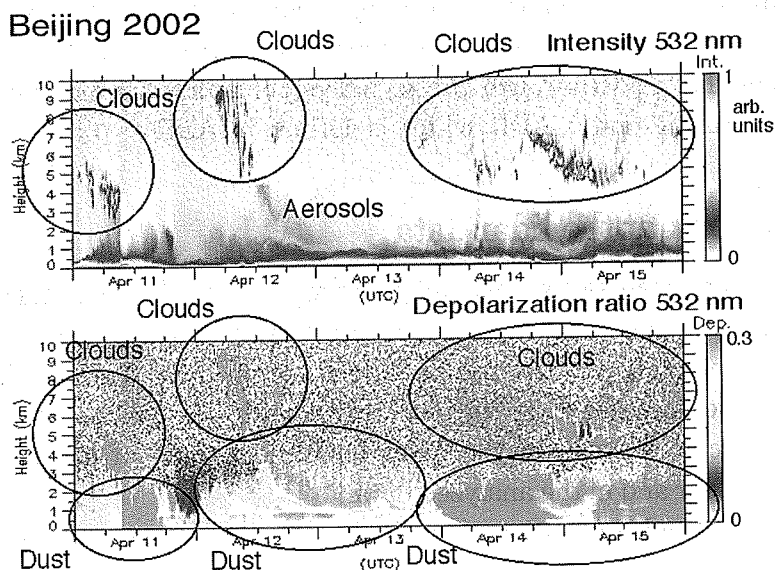 Beijing 2002
Clouds Clouds Intensity 532 nm
Int.
Clouds
10
9
8
7
6
5
4
3
2
1
0
Height (km)
1
arb.
units
0
Aerosols
Apr 11 Apr 12 Apr 13 Apr 14 Apr 15
(UTC)
Clouds Depolarization ratio 532 nm
Dep.
Clouds Clouds
10
9
8
7
6
5
4
3
2
1
0
Height (km)
0.3
0
Apr 11 Apr 12 Apr 13 Apr 14 Apr 15
Dust Dust (UTC) Dust